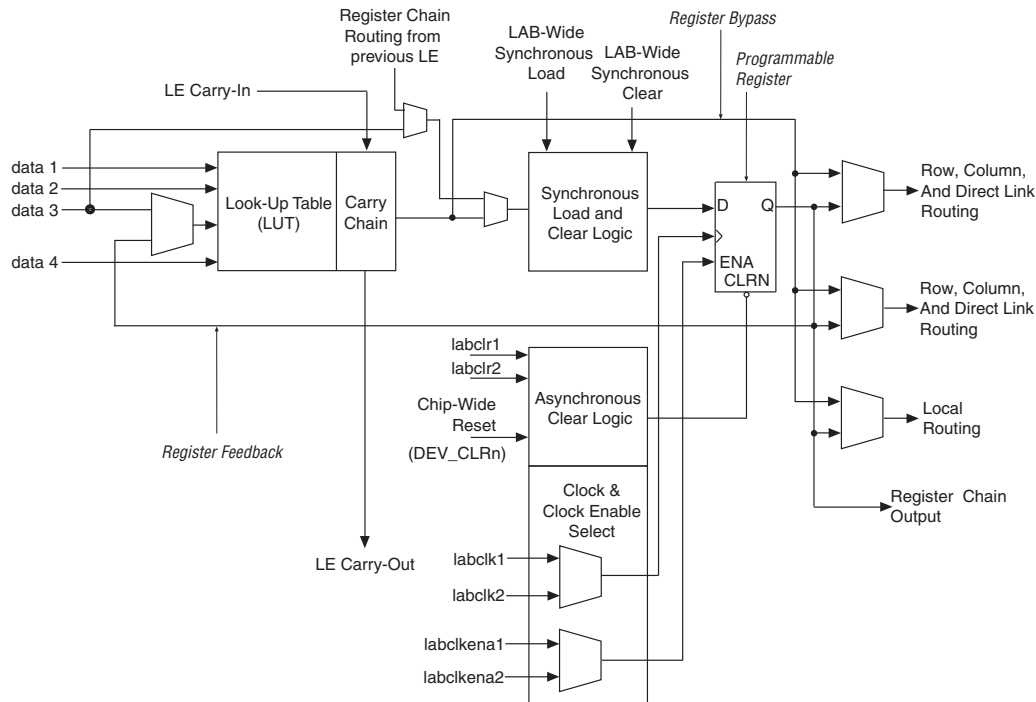 Register Chain
Routing from
previous LE
LAB-Wide
Synchronous
Load
LAB-Wide
Synchronous
Clear
Register Bypass
Programmable
Register
LE Carry-In
data 1
data 2
data 3
data 4
Look-Up Table
(LUT)
Carry
Chain
Synchronous
Load and
Clear Logic
D
Q
ENA
CLRN
Row, Column,
And Direct Link
Routing
Row, Column,
And Direct Link
Routing
Local
Routing
Register Chain
Output
Register Feedback
labclr1
labclr2
Chip-Wide
Reset
(DEV_CLRn)
Asynchronous
Clear Logic
Clock &
Clock Enable
Select
LE Carry-Out
labclk1
labclk2
labclkena1
labclkena2